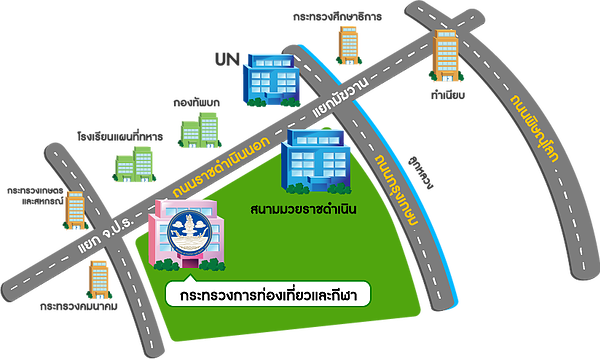 กระทรวงศึกษาธิการ
UN
ทำเนียบ
กองทัพบก
แยกมัฆวาน
โรงเรียนแผนที่ทหาร
ถนนราชดำเนินนอก
ถนนพิษณุโลก
ถนนกรุงเกษม
คูคลอง
กระทรวงเกษตร
และสหกรณ์
สนามมวยราชดำเนิน
แยก จ.ป.ร.
กระทรวงการท่องเที่ยวและกีฬา
กระทรวงคมนาคม